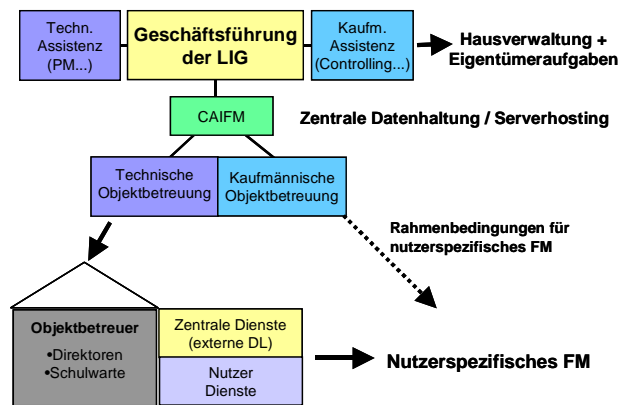 Techn.
Assistenz
(PM...)
Geschäftsführung
der LIG
Kaufm.
Assistenz
(Controlling...)
Hausverwaltung +
Eigentümeraufgaben
CAIFM
Zentrale Datenhaltung / Serverhosting
Technische
Objektbetreuung
Kaufmännische
Objektbetreuung
Rahmenbedingungen für
nutzerspezifisches FM
Objektbetreuer
•Direktoren
•Schulwarte
Zentrale Dienste
(externe DL)
Nutzer
Dienste
Nutzerspezifisches FM